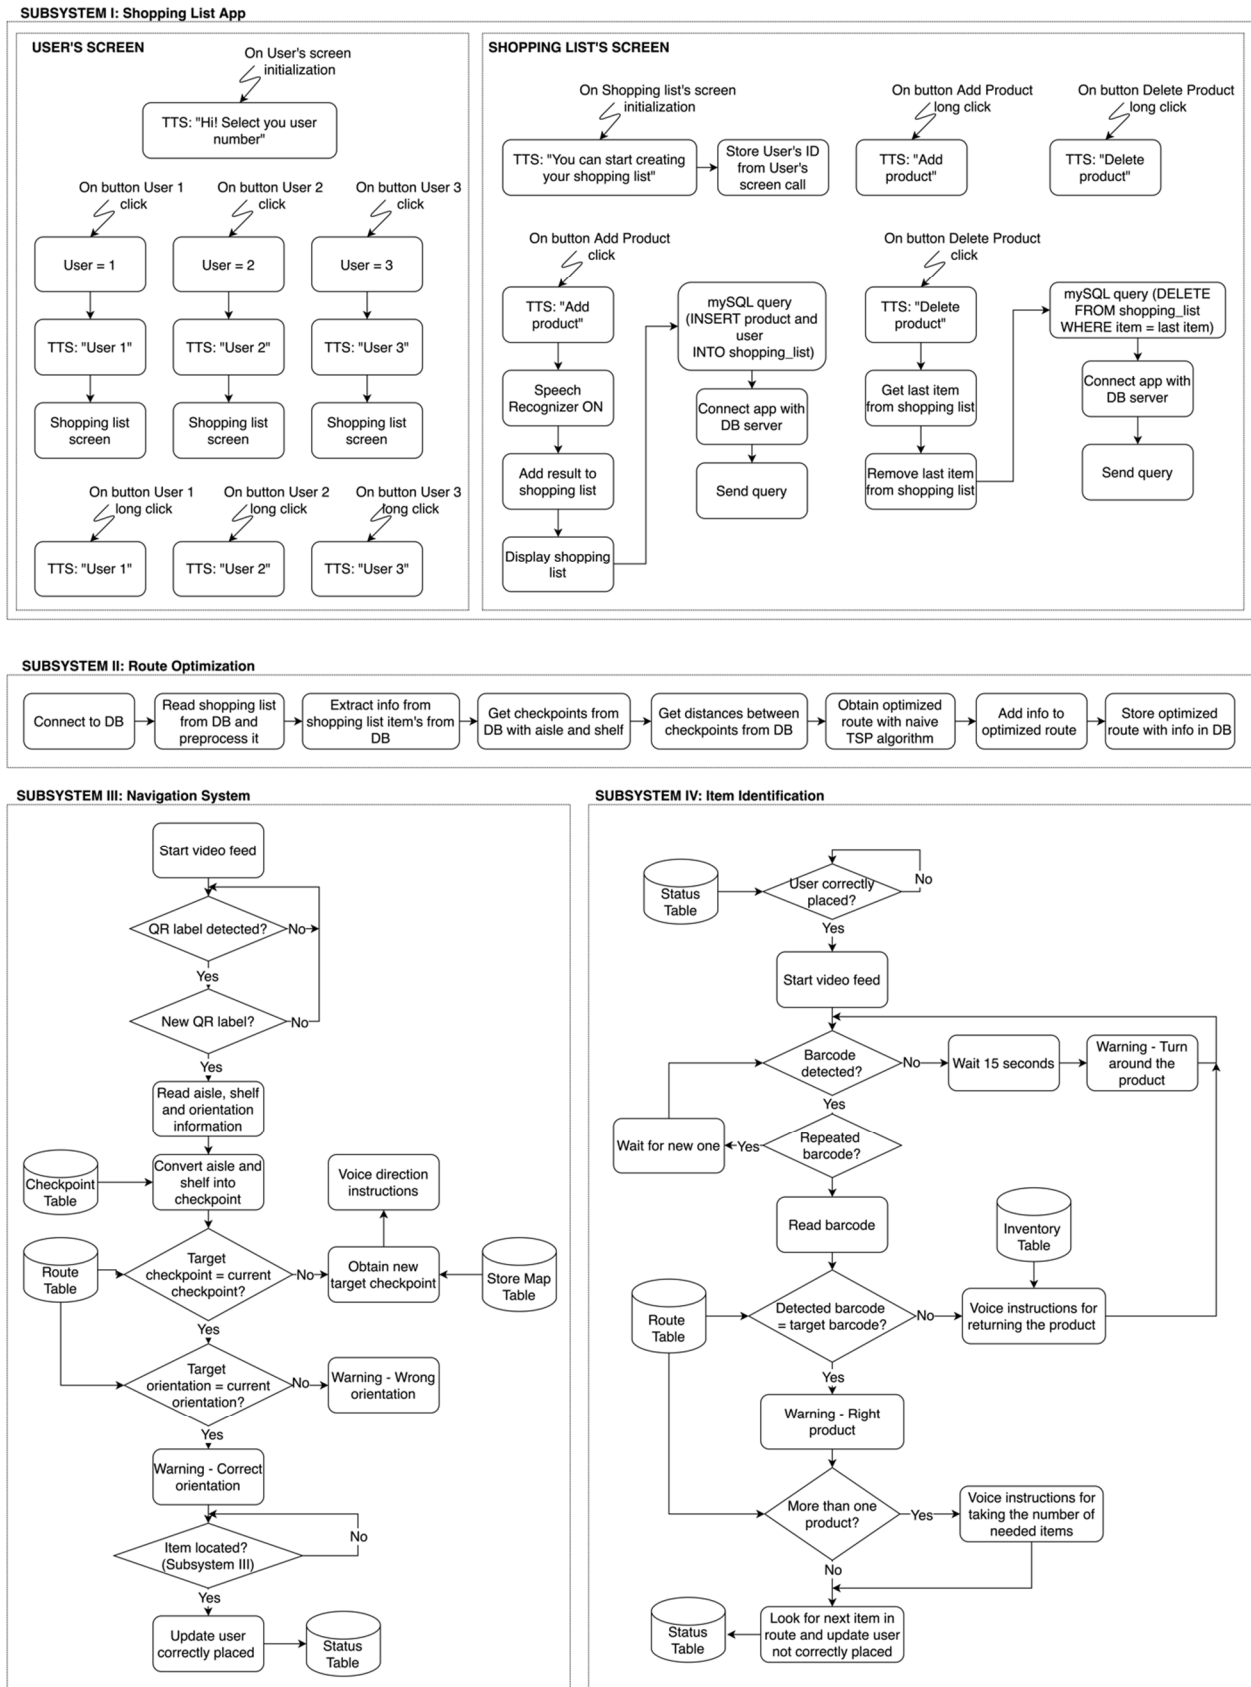 SUBSYSTEM I: Shopping List App
USER'S SCREEN
On User's screen
initialization
TTS: "Hi! Select you user
number"
On button User 1
click
On button User 2
click
On button User 3
click
User = 1
User = 2
User = 3
TTS: "User 1"
TTS: "User 2"
TTS: "User 3"
Shopping list
screen
Shopping list
screen
Shopping list
screen
On button User 1
long click
On button User 2
long click
On button User 3
long click
TTS: "User 1"
TTS: "User 2"
TTS: "User 3"
SHOPPING LIST'S SCREEN
On Shopping list's screen
initialization
TTS: "You can start creating
your shopping list"
Store User's ID
from User's
screen call
On button Add Product
long click
TTS: "Add
product"
On button Delete Product
long click
TTS: "Delete
product"
On button Add Product
click
TTS: "Add
product"
Speech
Recognizer ON
Add result to
shopping list
Display shopping
list
mySQL query
(INSERT product and
user
INTO shopping_list)
Connect app with
DB server
Send query
On button Delete Product
click
TTS: "Delete
product"
Get last item
from shopping list
Remove last item
from shopping list
mySQL query (DELETE
FROM shopping_list
WHERE item = last item)
Connect app with
DB server
Send query
SUBSYSTEM II: Route Optimization
Connect to DB
Read shopping list
from DB and
preprocess it
Extract info from
shopping list item's from
DB
Get checkpoints from
DB with aisle and shelf
Get distances between
checkpoints from DB
Obtain optimized
route with naive
TSP algorithm
Add info to
optimized route
Store optimized
route with info in DB
SUBSYSTEM III: Navigation System
Start video feed
QR label detected?
No
Yes
New QR label?
No
Yes
Read aisle, shelf
and orientation
information
Checkpoint
Table
Convert aisle and
shelf into
checkpoint
Voice direction
instructions
Route
Table
Target
checkpoint = current
checkpoint?
No
Obtain new
target checkpoint
Store Map
Table
Yes
Target
orientation = current
orientation?
No
Warning - Wrong
orientation
Yes
Warning - Correct
orientation
Item located?
(Subsystem III)
No
Yes
Update user
correctly placed
Status
Table
SUBSYSTEM IV: Item Identification
Status
Table
User correctly
placed?
No
Yes
Start video feed
Barcode
detected?
No
Wait 15 seconds
Warning - Turn
around the
product
Yes
Wait for new one
Yes
Repeated
barcode?
Read barcode
Inventory
Table
Route
Table
Detected barcode
= target barcode?
No
Voice instructions for
returning the product
Yes
Warning - Right
product
More than one
product?
Yes
Voice instructions for
taking the number of
needed items
No
Status
Table
Look for next item in
route and update user
not correctly placed